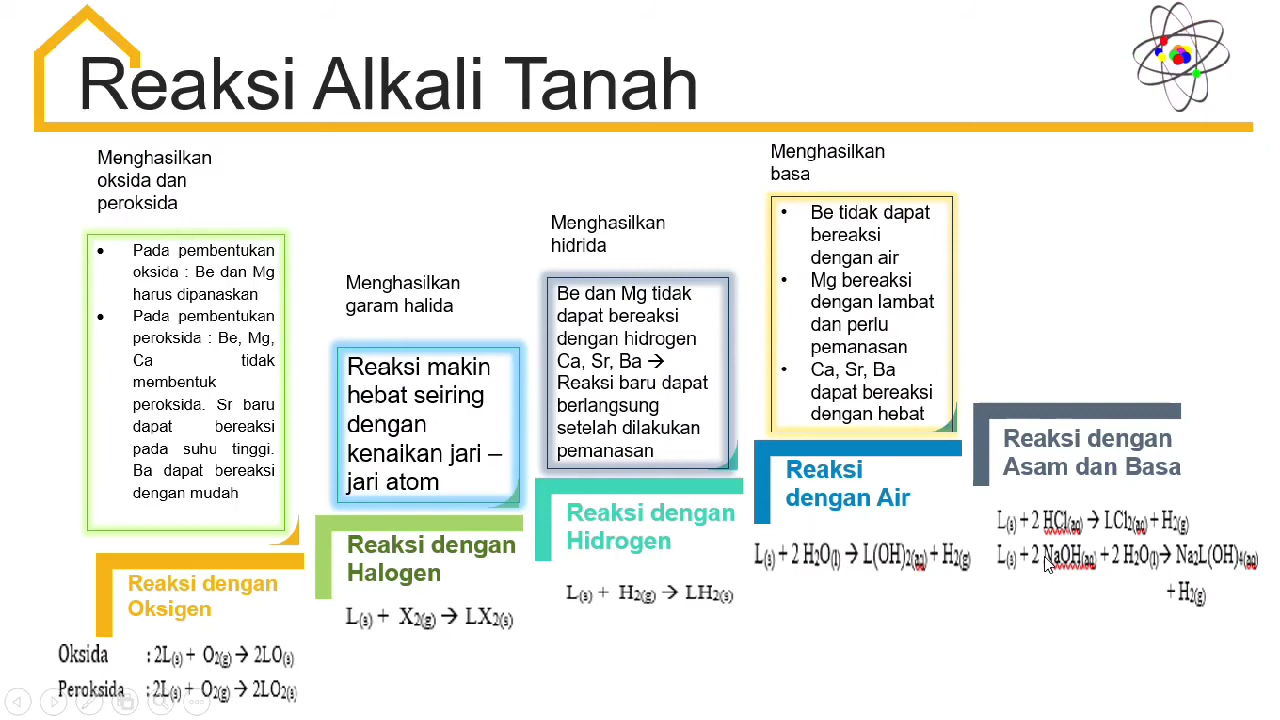 Reaksi Alkali Tanah
Menghasilkan
oksida dan
peroksida
• Pada pembentukan
oksida : Be dan Mg
harus dipanaskan
• Pada pembentukan
peroksida : Be, Mg,
Ca tidak
membentuk
peroksida. Sr baru
dapat bereaksi
pada suhu tinggi.
Ba dapat bereaksi
dengan mudah
Reaksi dengan
Oksigen
Oksida : 2L(s) + O2(g) → 2LO(s)
Peroksida : 2L(s) + O2(g) → 2LO2(s)
Menghasilkan
garam halida
Reaksi makin
hebat seiring
dengan
kenaikan jari –
jari atom
Reaksi dengan
Halogen
L(s) + X2(g) → LX2(s)
Menghasilkan
hidrida
Be dan Mg tidak
dapat bereaksi
dengan hidrogen
Ca, Sr, Ba →
Reaksi baru dapat
berlangsung
setelah dilakukan
pemanasan
Reaksi dengan
Hidrogen
L(s) + H2(g) → LH2(s)
Menghasilkan
basa
• Be tidak dapat
bereaksi
dengan air
• Mg bereaksi
dengan lambat
dan perlu
pemanasan
• Ca, Sr, Ba
dapat bereaksi
dengan hebat
Reaksi
dengan Air
L(s) + 2 H2O(l) → L(OH)2(aq) + H2(g)
Reaksi dengan
Asam dan Basa
L(s) + 2 HCl(aq) → LCl2(aq) + H2(g)
L(s) + 2 NaOH(aq) + 2 H2O(l) → Na2L(OH)4(aq)
+ H2(g)